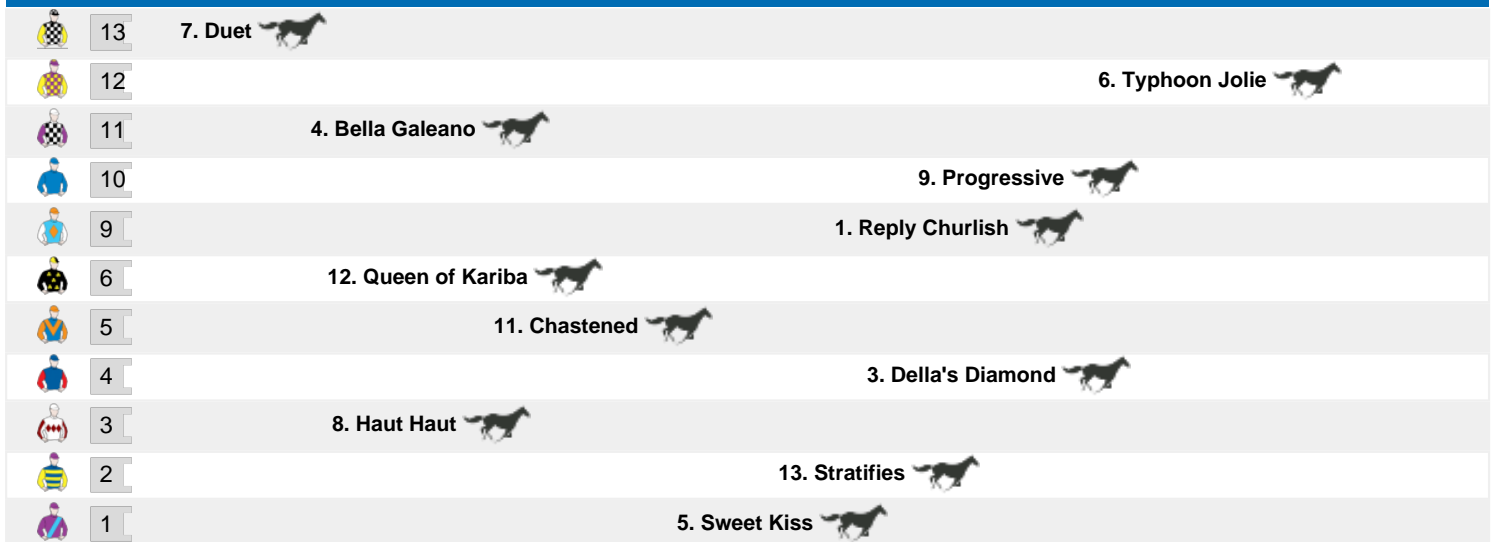 13 7. Duet
12 6. Typhoon Jolie
11 4. Bella Galeano
10 9. Progressive
9 1. Reply Churlish
6 12. Queen of Kariba
5 11. Chastened
4 3. Della's Diamond
3 8. Haut Haut
2 13. Stratifies
1 5. Sweet Kiss